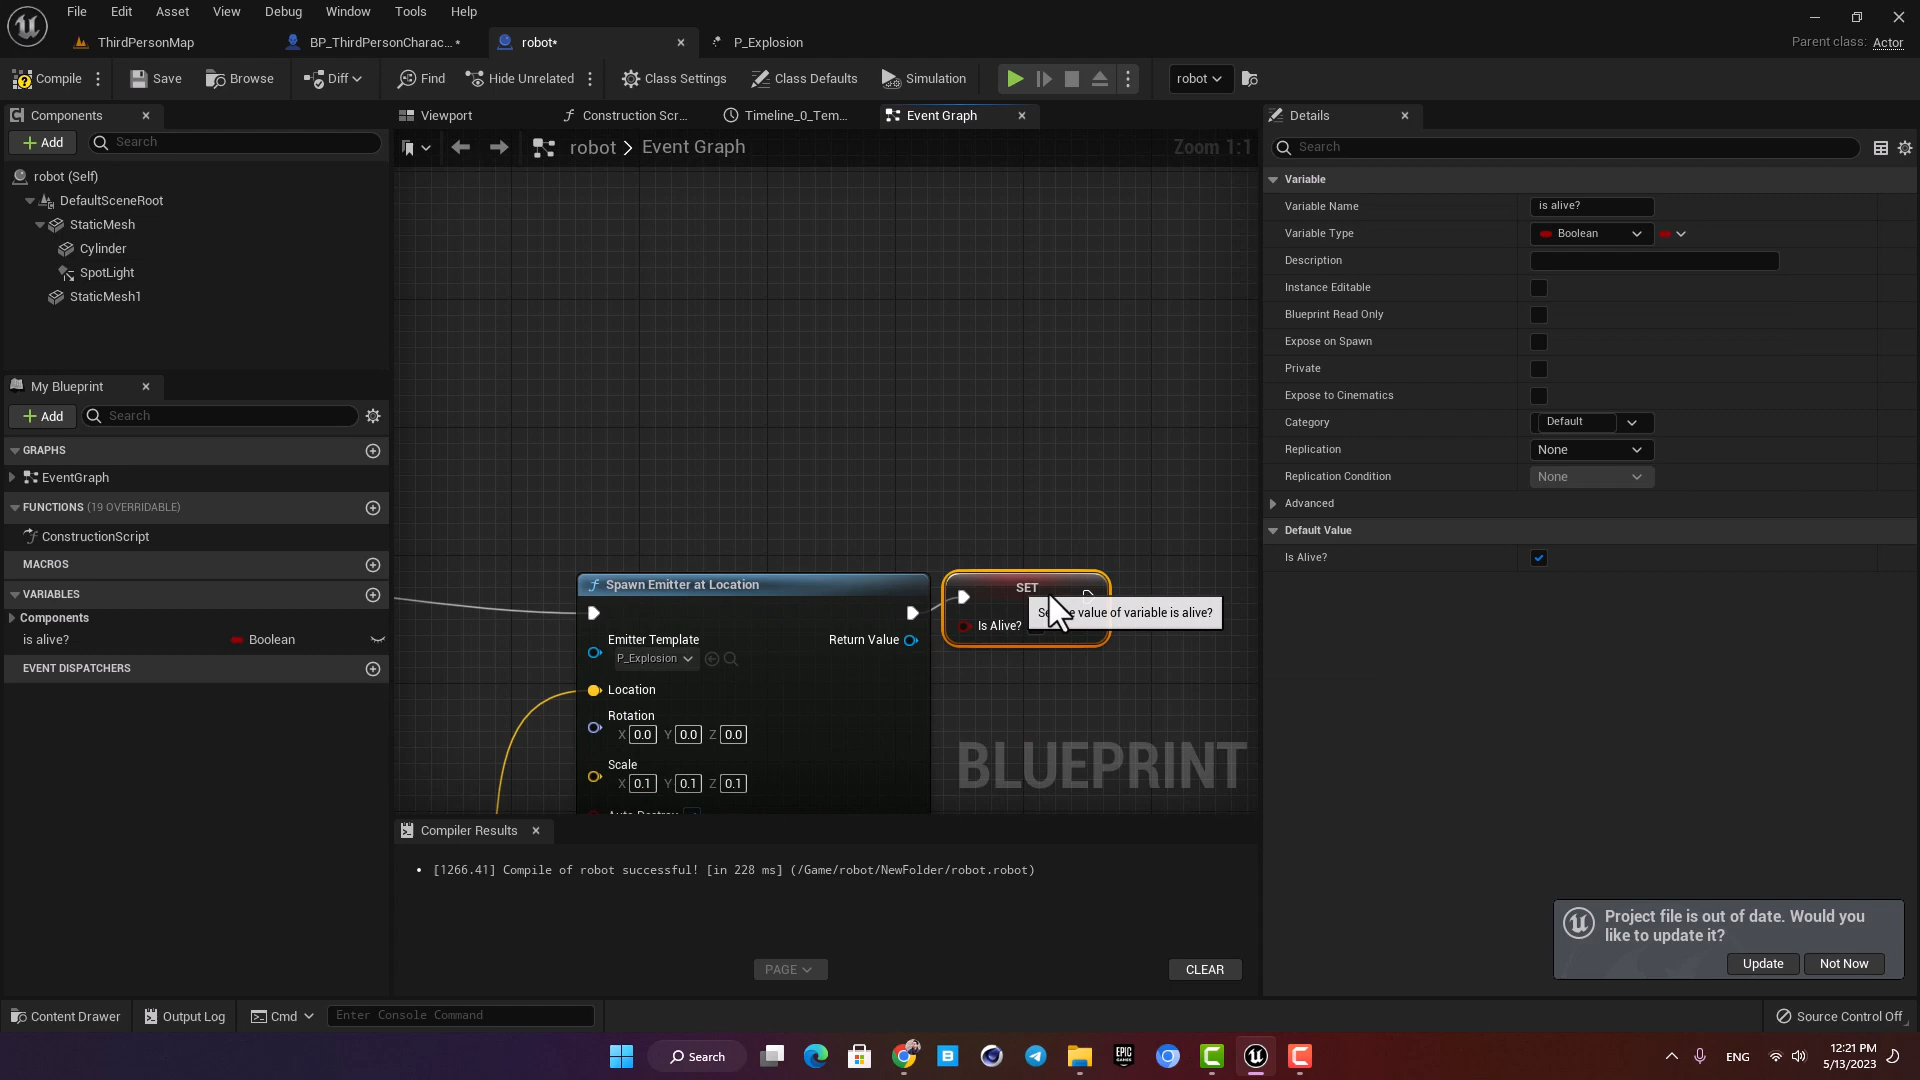 File Edit Asset View Debug Window Tools Help
ThirdPersonMap BP_ThirdPersonCharac...* robot* P_Explosion
Parent class: Actor
Compile Save Browse Diff Find Hide Unrelated Class Settings Class Defaults Simulation robot
Components
Add Search
robot (Self)
DefaultSceneRoot
StaticMesh
Cylinder
SpotLight
StaticMesh1
My Blueprint
Add Search
GRAPHS
EventGraph
FUNCTIONS (19 OVERRIDABLE)
ConstructionScript
MACROS
VARIABLES
Components
is alive? Boolean
EVENT DISPATCHERS
Viewport Construction Scr... Timeline_0_Tem... Event Graph
robot > Event Graph Zoom 1:1
Spawn Emitter at Location
Emitter Template
P_Explosion
Return Value
Location
Rotation
X 0.0 Y 0.0 Z 0.0
Scale
X 0.1 Y 0.1 Z 0.1
SET
Is Alive?
value of variable is alive?
BLUEPRINT
Compiler Results
• [1266.41] Compile of robot successful! [in 228 ms] (/Game/robot/NewFolder/robot.robot)
PAGE
CLEAR
Details
Search
Variable
Variable Name is alive?
Variable Type Boolean
Description
Instance Editable
Blueprint Read Only
Expose on Spawn
Private
Expose to Cinematics
Category Default
Replication None
Replication Condition None
Advanced
Default Value
Is Alive?
Project file is out of date. Would you
like to update it?
Update Not Now
Content Drawer Output Log Cmd Enter Console Command
Source Control Off
Search
EPIC
GAMES
ENG
12:21 PM
5/13/2023